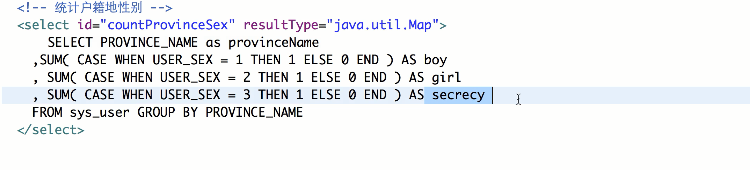 <!-- 统计户籍地性别 -->
<select id="countProvinceSex" resultType="java.util.Map">
SELECT PROVINCE_NAME as provinceName
,SUM( CASE WHEN USER_SEX = 1 THEN 1 ELSE 0 END ) AS boy
, SUM( CASE WHEN USER_SEX = 2 THEN 1 ELSE 0 END ) AS girl
, SUM( CASE WHEN USER_SEX = 3 THEN 1 ELSE 0 END ) AS secrecy
FROM sys_user GROUP BY PROVINCE_NAME
</select>